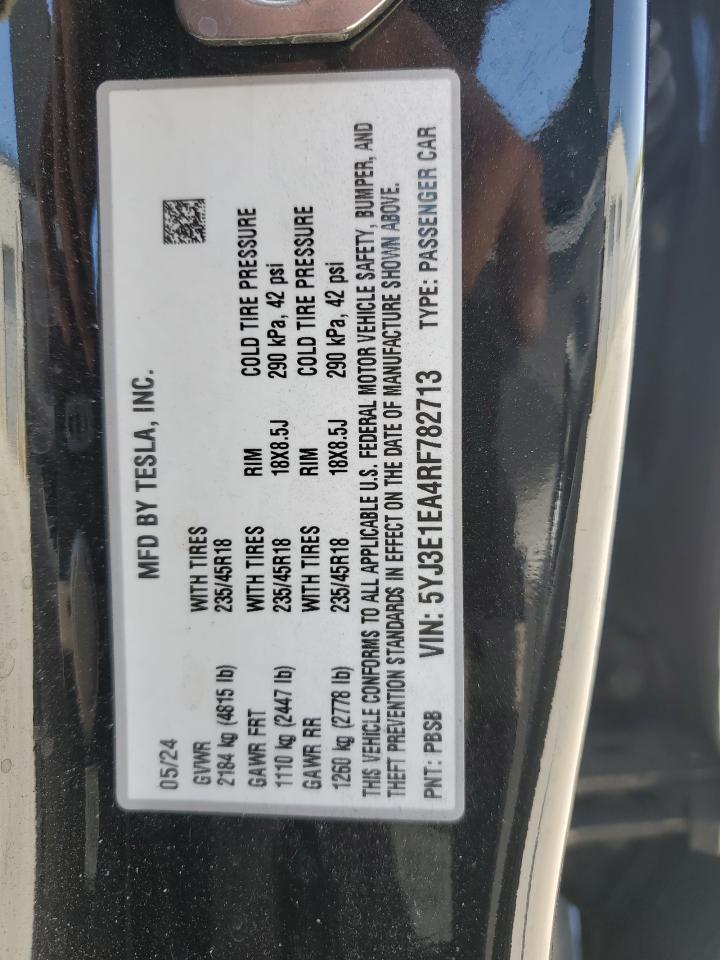 MFD BY TESLA, INC.
05/24
GVWR WITH TIRES
2184 kg (4815 lb) 235/45R18
GAWR FRT WITH TIRES RIM COLD TIRE PRESSURE
1110 kg (2447 lb) 235/45R18 18X8.5J 290 kPa, 42 psi
GAWR RR WITH TIRES RIM COLD TIRE PRESSURE
1260 kg (2778 lb) 235/45R18 18X8.5J 290 kPa, 42 psi
THIS VEHICLE CONFORMS TO ALL APPLICABLE U.S. FEDERAL MOTOR VEHICLE SAFETY, BUMPER, AND
THEFT PREVENTION STANDARDS IN EFFECT ON THE DATE OF MANUFACTURE SHOWN ABOVE.
PNT: PBSB VIN: 5YJ3E1EA4RF782713 TYPE: PASSENGER CAR